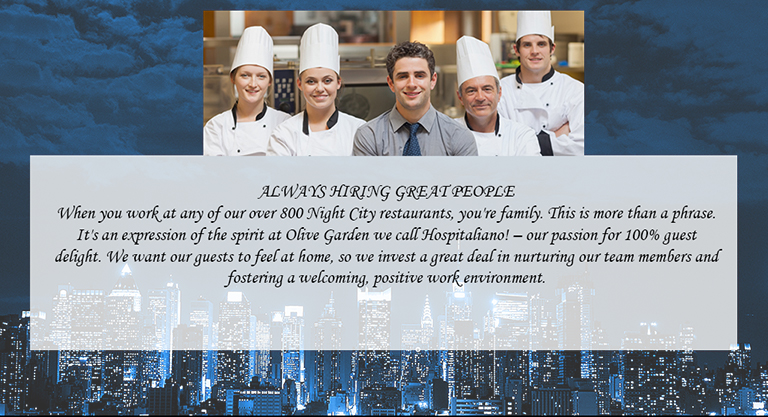 ALWAYS HIRING GREAT PEOPLE
When you work at any of our over 800 Night City restaurants, you're family. This is more than a phrase.
It's an expression of the spirit at Olive Garden we call Hospitaliano! – our passion for 100% guest
delight. We want our guests to feel at home, so we invest a great deal in nurturing our team members and
fostering a welcoming, positive work environment.